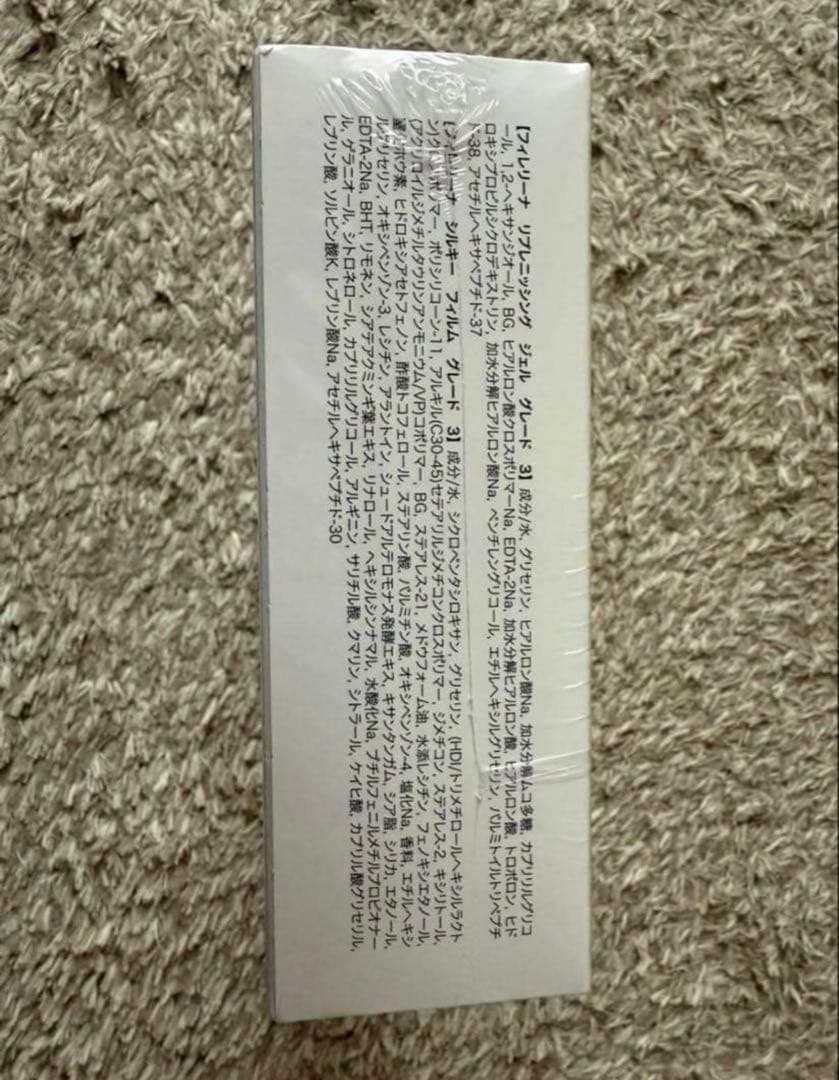 【フィレリーナ リプレニッシング ジェル グレード 3】成分/水, グリセリン, ヒアルロン酸Na, 加水分解ムコ多糖, カプリリルグリコ
ール, 1,2-ヘキサンジオール, BG, ヒアルロン酸クロスポリマーNa, EDTA-2Na, 加水分解ヒアルロン酸, ヒアルロン酸, トロポロン, ヒド
ロキシプロピルシクロデキストリン, 加水分解ヒアルロン酸Na, ペンチレングリコール, エチルヘキシルグリセリン, パルミトイルトリペプチ
ド-38, アセチルヘキサペプチド-37
【フィレリーナ シルキー フィルム グレード 3】成分/水, シクロペンタシロキサン, グリセリン, (HDI/トリメチロールヘキシルラクト
ン)クロスポリマー, ポリシリコーン-11, アルキル(C30-45)セテアリルジメチコンクロスポリマー, ジメチコン, ステアレス-2, キシリトール,
(アクリロイルジメチルタウリンアンモニウム/VP)コポリマー, BG, ステアレス-21, メドウフォーム油, 水添レシチン, フェノキシエタノール,
ホウ素, ヒドロキシアセトフェノン, 酢酸トコフェロール, ステアリン酸, パルミチン酸, オキシベンゾン-4, 塩化Na, 香料, エチルヘキシ
ルグリセリン, オキシベンゾン-3, レシチン, アラントイン, シュードアルテロモナス発酵エキス, キサンタンガム, シア脂, シリカ, エタノール,
EDTA-2Na, BHT, リモネン, シアテアクミンギ葉エキス, リナロール, ヘキシルシンナマル, 水酸化Na, ブチルフェニルメチルプロピオナー
ル, ゲラニオール, シトロネロール, カプリリルグリコール, アルギニン, サリチル酸, クマリン, シトラール, ケイヒ酸, カプリル酸グリセリル,
レブリン酸, ソルビン酸K, レブリン酸Na, アセチルヘキサペプチド-30